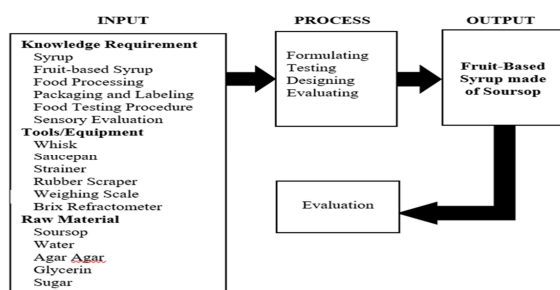 INPUT
Knowledge Requirement
Syrup
Fruit-based Syrup
Food Processing
Packaging and Labeling
Food Testing Procedure
Sensory Evaluation
Tools/Equipment
Whisk
Saucepan
Strainer
Rubber Scraper
Weighing Scale
Brix Refractometer
Raw Material
Soursop
Water
Agar Agar
Glycerin
Sugar
PROCESS
Formulating
Testing
Designing
Evaluating
OUTPUT
Fruit-Based
Syrup made
of Soursop
Evaluation